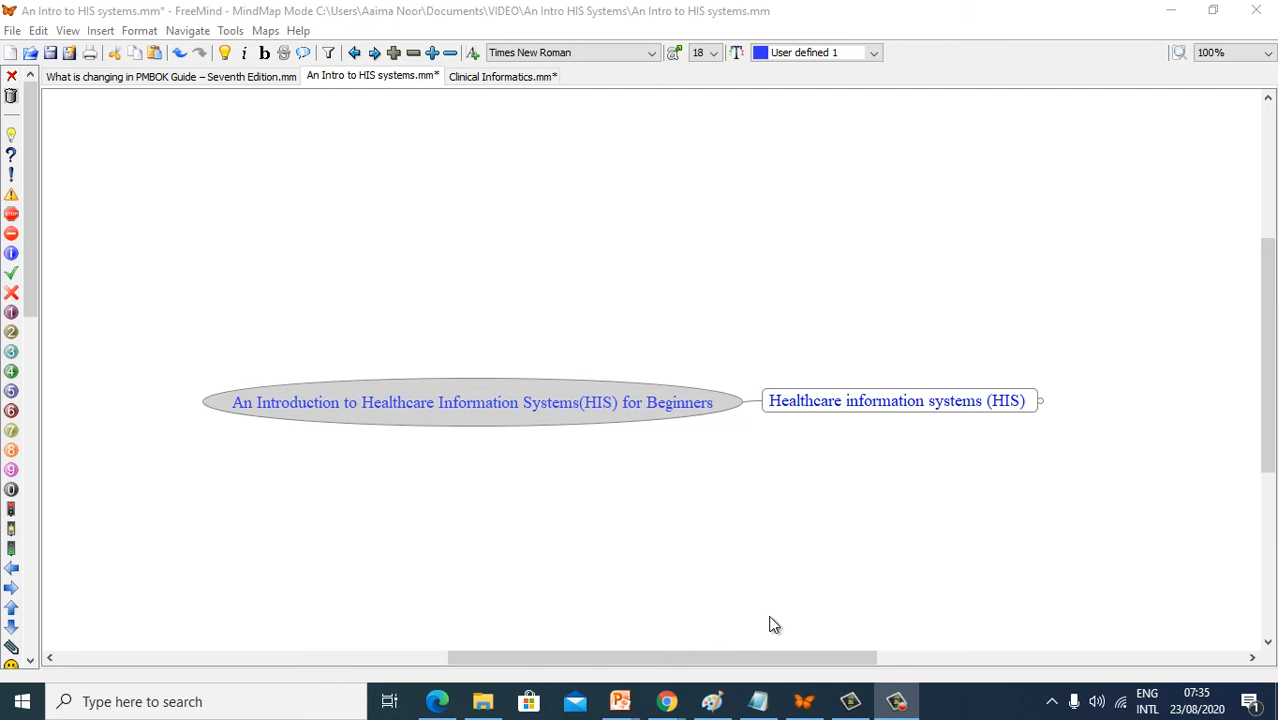 An Intro to HIS systems.mm* - FreeMind - MindMap Mode C:\Users\Aaima Noor\Documents\VIDEO\An Intro HIS Systems\An Intro to HIS systems.mm
File Edit View Insert Format Navigate Tools Maps Help
Times New Roman 18 User defined 1 100%
What is changing in PMBOK Guide – Seventh Edition.mm An Intro to HIS systems.mm* Clinical Informatics.mm*
An Introduction to Healthcare Information Systems(HIS) for Beginners
Healthcare information systems (HIS)
Type here to search
ENG
INTL
07:35
23/08/2020